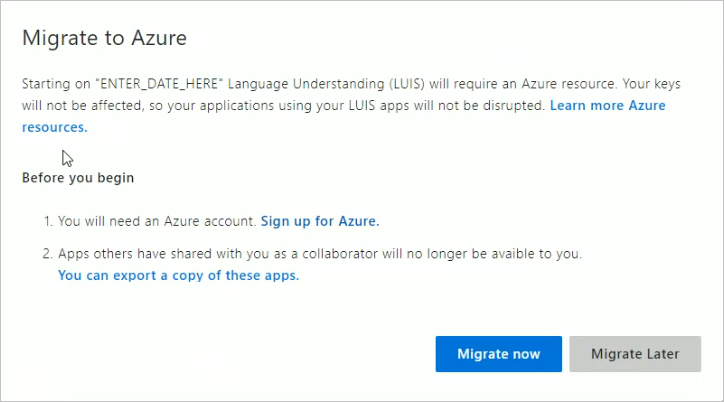 Migrate to Azure
Starting on "ENTER_DATE_HERE" Language Understanding (LUIS) will require an Azure resource. Your keys
will not be affected, so your applications using your LUIS apps will not be disrupted. Learn more Azure
resources.
Before you begin
1. You will need an Azure account. Sign up for Azure.
2. Apps others have shared with you as a collaborator will no longer be avaible to you.
You can export a copy of these apps.
Migrate now Migrate Later